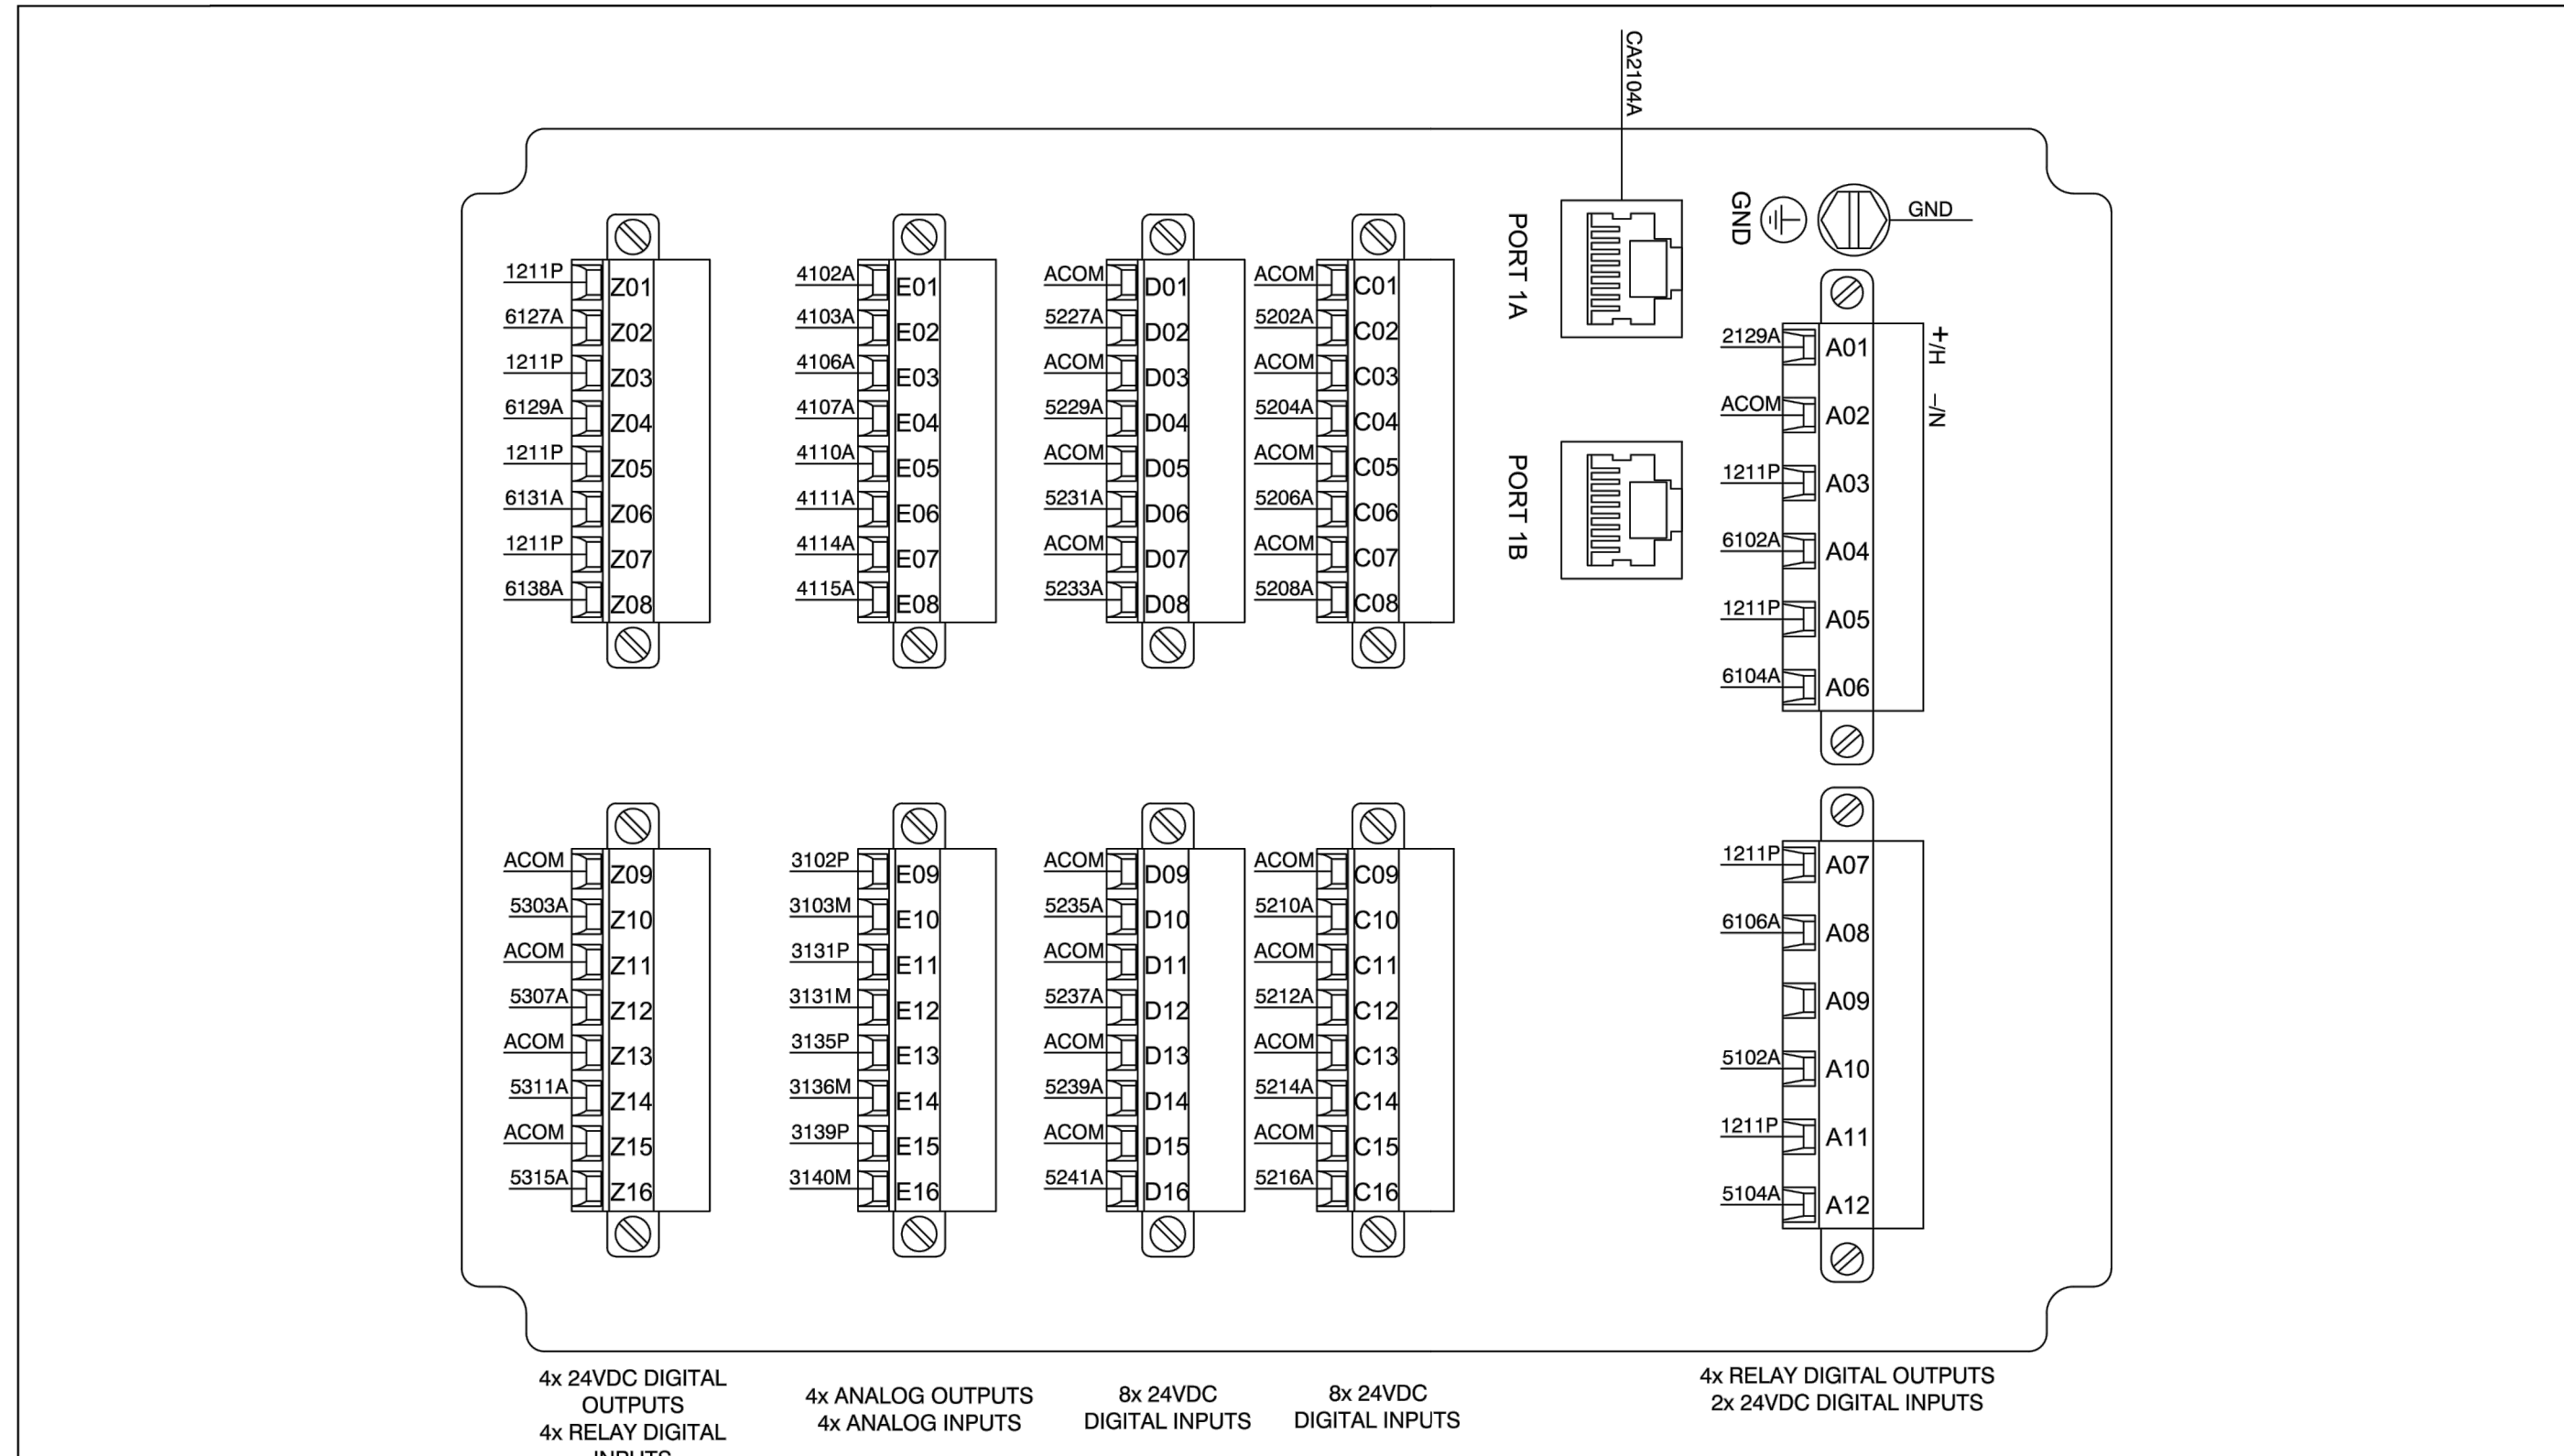 CA2104A
GND
GND
PORT 1A
PORT 1B
1211P Z01
6127A Z02
1211P Z03
6129A Z04
1211P Z05
6131A Z06
1211P Z07
6138A Z08
4102A E01
4103A E02
4106A E03
4107A E04
4110A E05
4111A E06
4114A E07
4115A E08
ACOM D01
5227A D02
ACOM D03
5229A D04
ACOM D05
5231A D06
ACOM D07
5233A D08
ACOM C01
5202A C02
ACOM C03
5204A C04
ACOM C05
5206A C06
ACOM C07
5208A C08
2129A A01 +/H
ACOM A02 –/N
1211P A03
6102A A04
1211P A05
6104A A06
ACOM Z09
5303A Z10
ACOM Z11
5307A Z12
ACOM Z13
5311A Z14
ACOM Z15
5315A Z16
3102P E09
3103M E10
3131P E11
3131M E12
3135P E13
3136M E14
3139P E15
3140M E16
ACOM D09
5235A D10
ACOM D11
5237A D12
ACOM D13
5239A D14
ACOM D15
5241A D16
ACOM C09
5210A C10
ACOM C11
5212A C12
ACOM C13
5214A C14
ACOM C15
5216A C16
1211P A07
6106A A08
A09
5102A A10
1211P A11
5104A A12
4x 24VDC DIGITAL
OUTPUTS
4x RELAY DIGITAL
INPUTS
4x ANALOG OUTPUTS
4x ANALOG INPUTS
8x 24VDC
DIGITAL INPUTS
8x 24VDC
DIGITAL INPUTS
4x RELAY DIGITAL OUTPUTS
2x 24VDC DIGITAL INPUTS